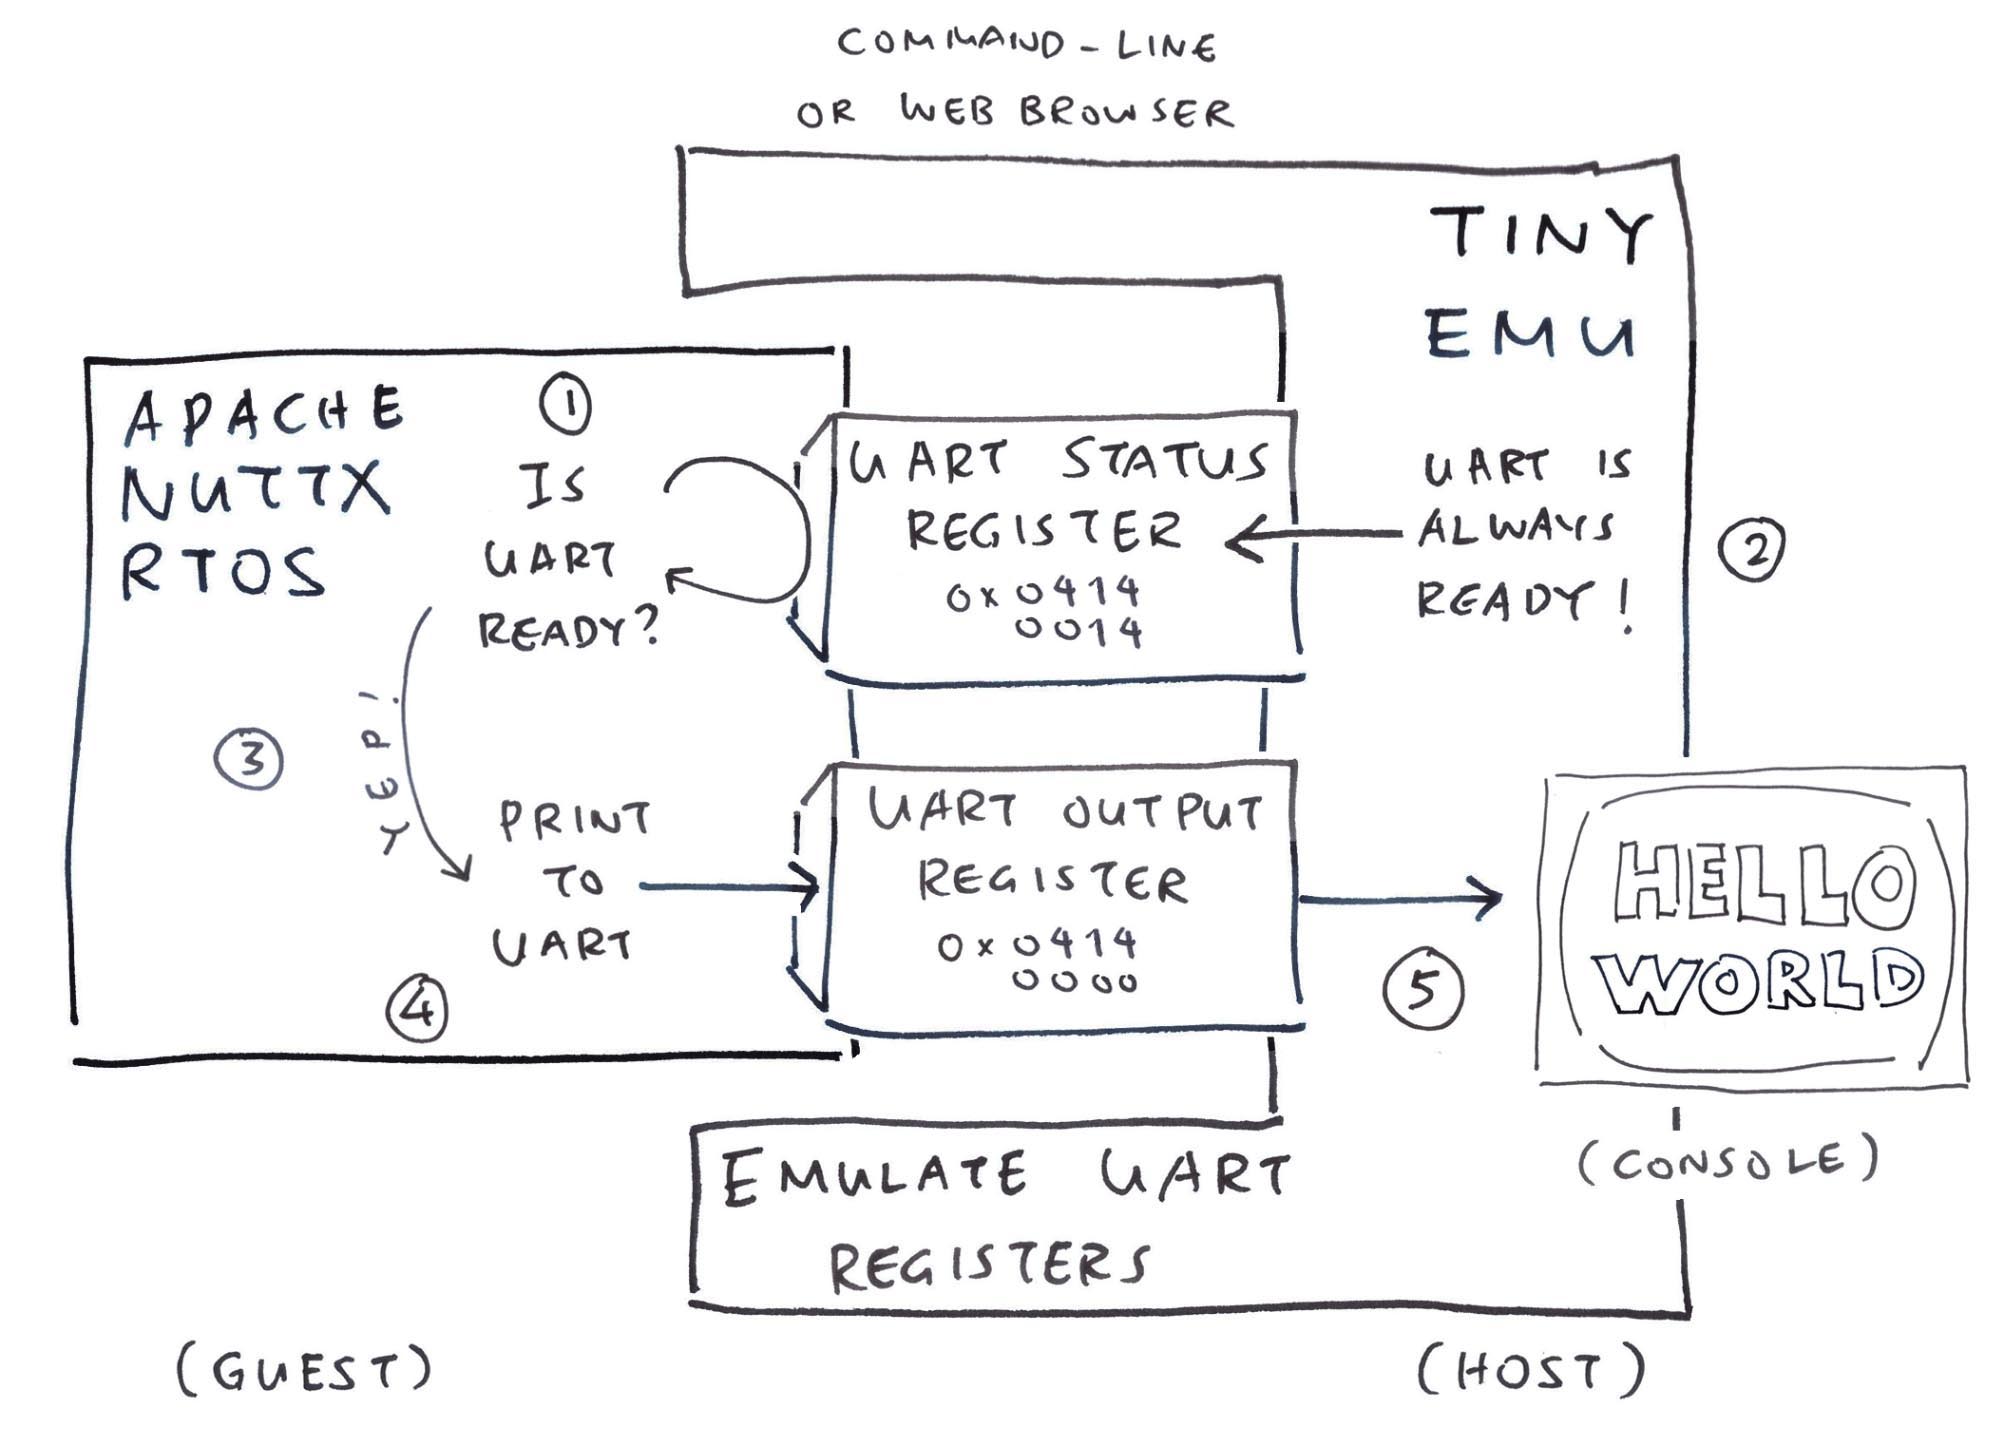 COMMAND-LINE
OR WEB BROWSER
TINY
EMU
APACHE
NUTTX
RTOS
1
IS
UART
READY?
UART STATUS
REGISTER
0x0414
0014
UART IS
ALWAYS
READY!
2
3
YEP!
PRINT
TO
UART
4
UART OUTPUT
REGISTER
0x0414
0000
5
HELLO
WORLD
(CONSOLE)
EMULATE UART
REGISTERS
(GUEST)
(HOST)